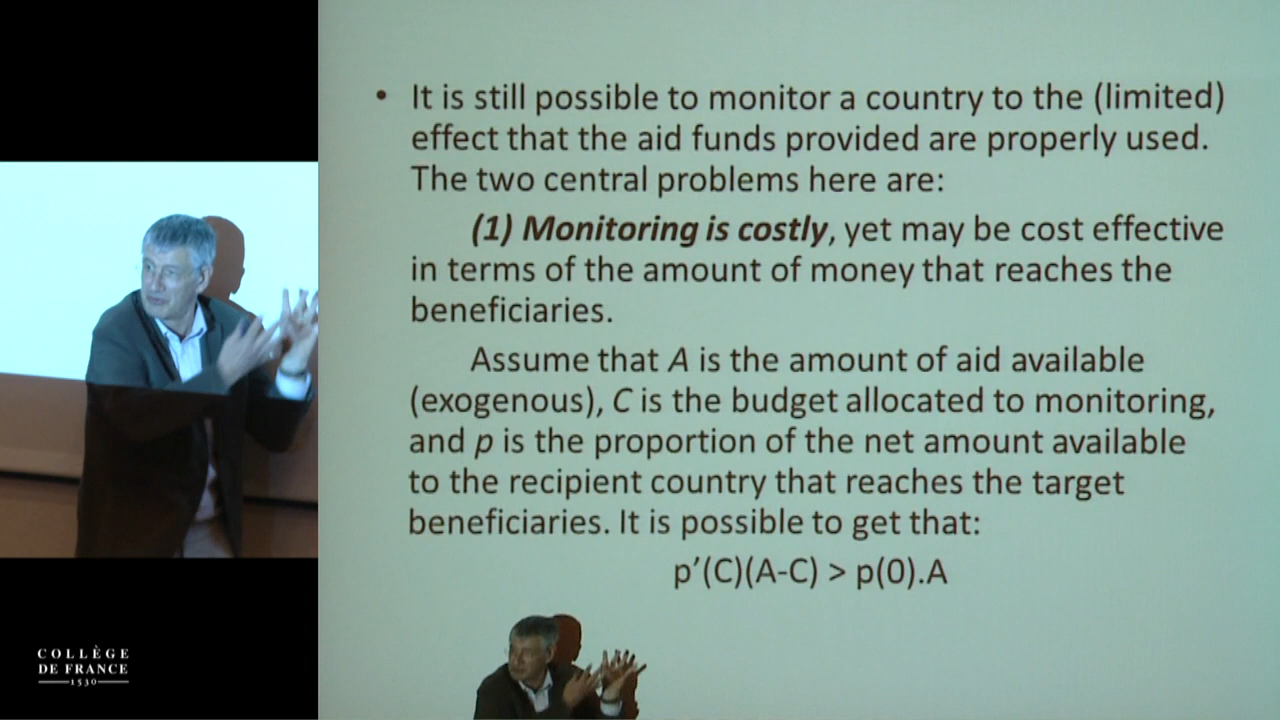 • It is still possible to monitor a country to the (limited)
effect that the aid funds provided are properly used.
The two central problems here are:
(1) Monitoring is costly, yet may be cost effective
in terms of the amount of money that reaches the
beneficiaries.
Assume that A is the amount of aid available
(exogenous), C is the budget allocated to monitoring,
and p is the proportion of the net amount available
to the recipient country that reaches the target
beneficiaries. It is possible to get that:
p′(C)(A-C) > p(0).A
COLLÈGE
DE FRANCE
1530